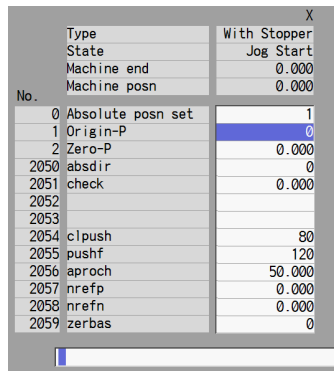 X
Type With Stopper
State Jog Start
Machine end 0.000
Machine posn 0.000
No.
0 Absolute posn set 1
1 Origin-P 0
2 Zero-P 0.000
2050 absdir 0
2051 check 0.000
2052
2053
2054 clpush 80
2055 pushf 120
2056 aproch 50.000
2057 nrefp 0.000
2058 nrefn 0.000
2059 zerbas 0